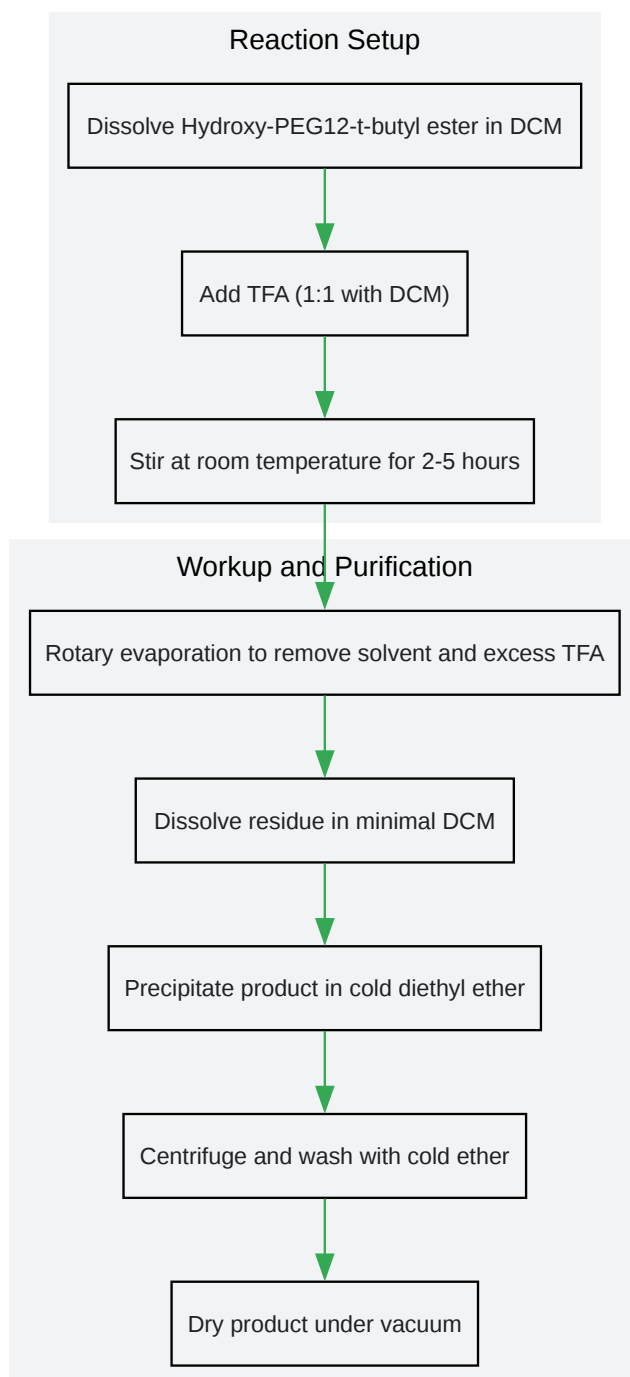 Reaction Setup
Dissolve Hydroxy-PEG12-t-butyl ester in DCM
Add TFA (1:1 with DCM)
Stir at room temperature for 2-5 hours
Workup and Purification
Rotary evaporation to remove solvent and excess TFA
Dissolve residue in minimal DCM
Precipitate product in cold diethyl ether
Centrifuge and wash with cold ether
Dry product under vacuum